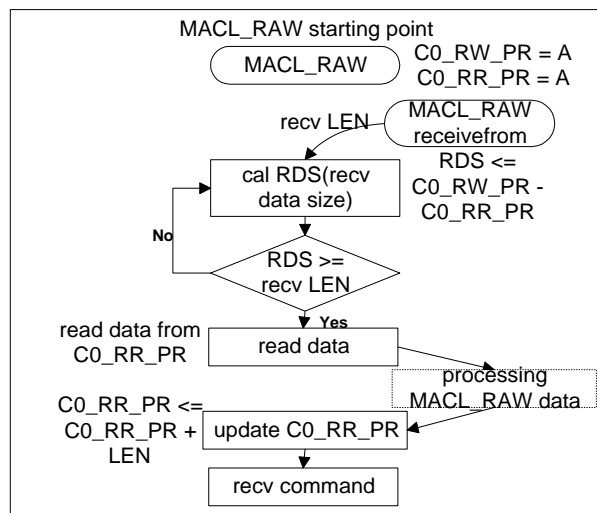 MACL_RAW starting point
MACL_RAW
C0_RW_PR = A
C0_RR_PR = A
recv LEN
MACL_RAW
receivefrom
cal RDS(recv
data size)
RDS <=
C0_RW_PR -
C0_RR_PR
No
RDS >=
recv LEN
Yes
read data from
C0_RR_PR
read data
processing
MACL_RAW data
C0_RR_PR <=
C0_RR_PR +
LEN
update C0_RR_PR
recv command